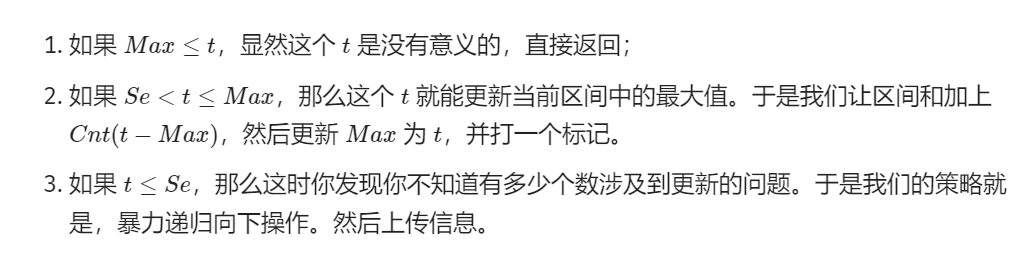 1. 如果 Max ≤ t，显然这个 t 是没有意义的，直接返回；
2. 如果 Se < t ≤ Max，那么这个 t 就能更新当前区间中的最大值。于是我们让区间和加上
Cnt(t − Max)，然后更新 Max 为 t，并打一个标记。
3. 如果 t ≤ Se，那么这时你发现你不知道有多少个数涉及到更新的问题。于是我们的策略就
是，暴力递归向下操作。然后上传信息。